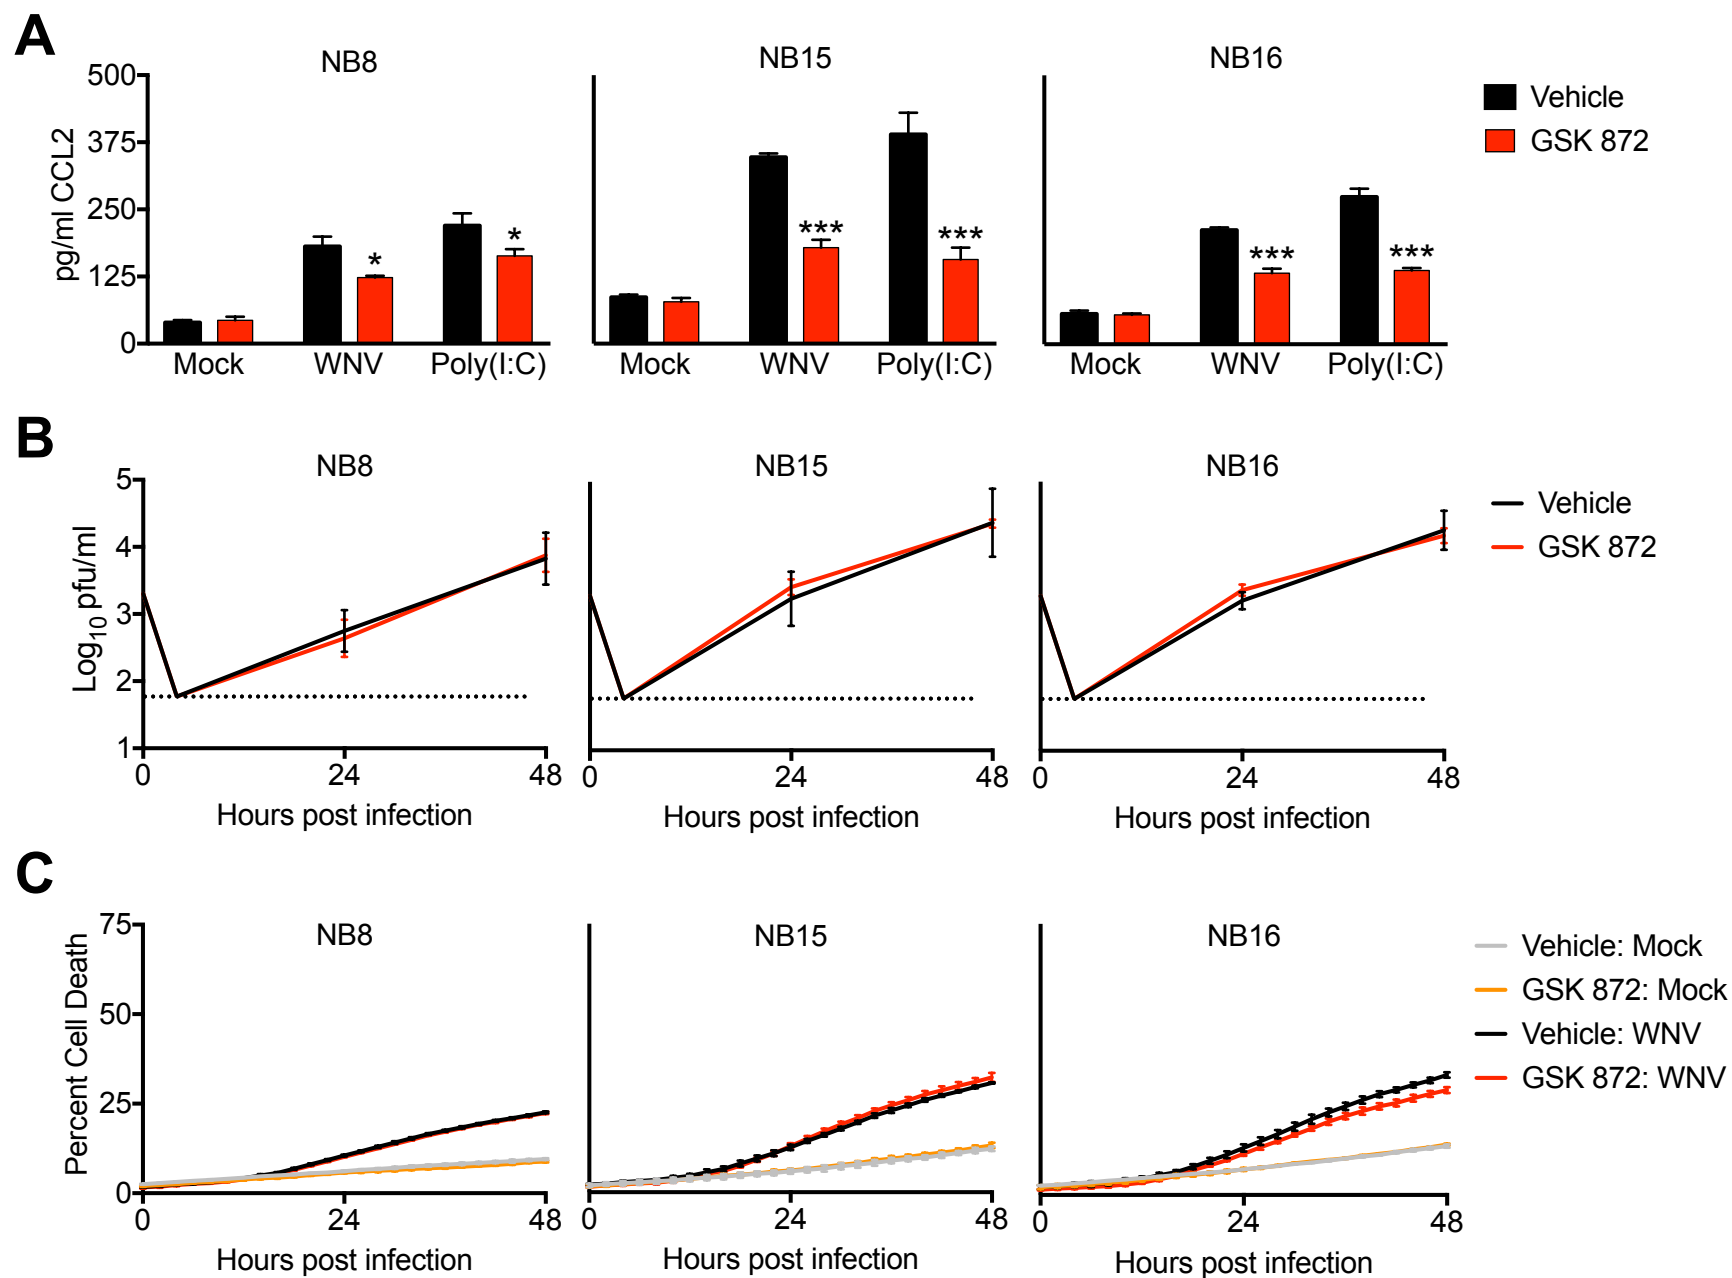 A
NB8
NB15
NB16
500
375
250
125
0
pg/ml CCL2
* * *** *** *** ***
Mock WNV Poly(I:C)
Mock WNV Poly(I:C)
Mock WNV Poly(I:C)
Vehicle
GSK 872
B
NB8
NB15
NB16
5
4
3
2
1
Log10 pfu/ml
0 24 48
0 24 48
0 24 48
Hours post infection
Hours post infection
Hours post infection
Vehicle
GSK 872
C
NB8
NB15
NB16
75
50
25
0
Percent Cell Death
0 24 48
0 24 48
0 24 48
Hours post infection
Hours post infection
Hours post infection
Vehicle: Mock
GSK 872: Mock
Vehicle: WNV
GSK 872: WNV